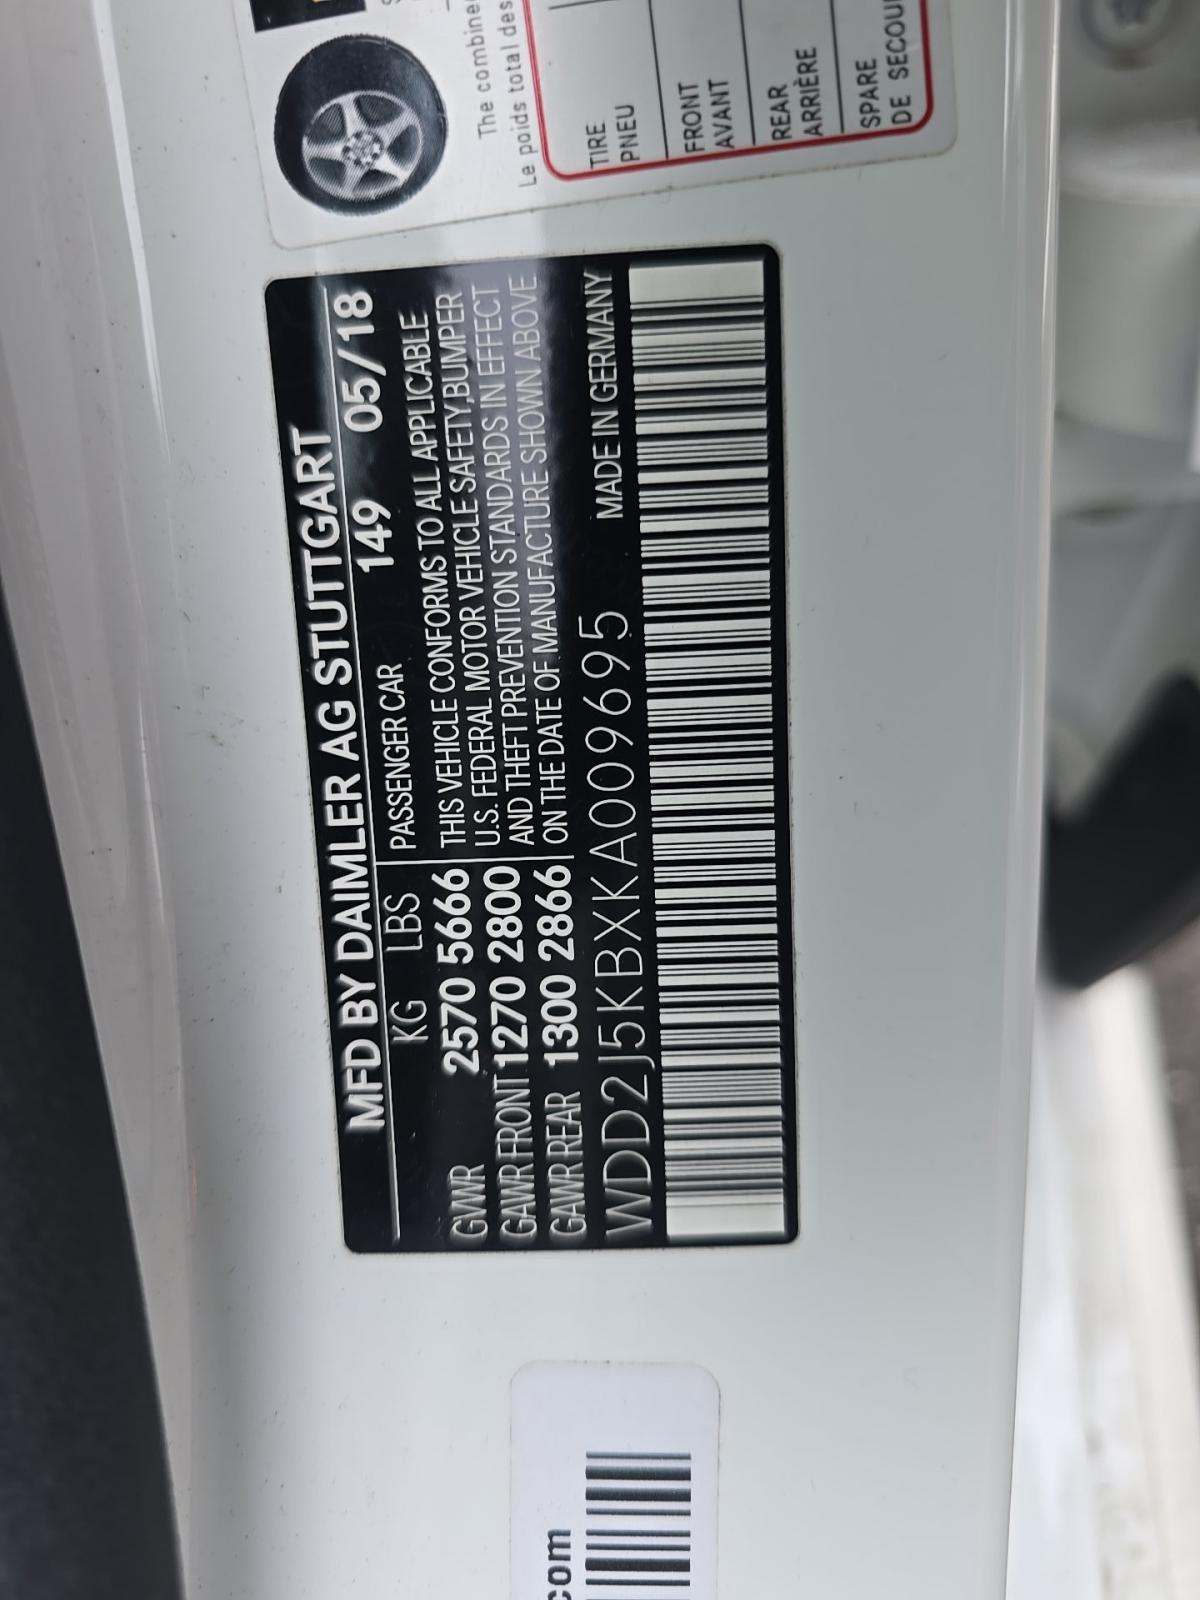 MFD BY DAIMLER AG STUTTGART
KG LBS PASSENGER CAR 149 05/18
GVWR 2570 5666 THIS VEHICLE CONFORMS TO ALL APPLICABLE
GAWR FRONT 1270 2800 U.S. FEDERAL MOTOR VEHICLE SAFETY,BUMPER
GAWR REAR 1300 2866 AND THEFT PREVENTION STANDARDS IN EFFECT
ON THE DATE OF MANUFACTURE SHOWN ABOVE
WDD2J5KBXKA009695 MADE IN GERMANY
The combine
Le poids total des
TIRE
PNEU
FRONT
AVANT
REAR
ARRIÈRE
SPARE
DE SECOU
com